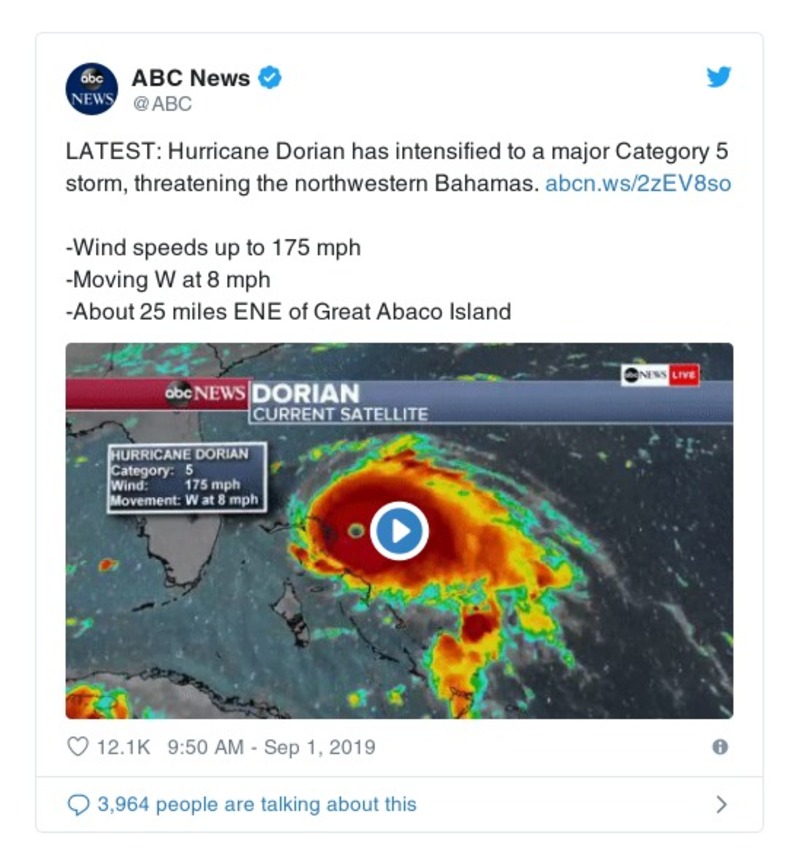 abc
NEWS
ABC News
@ABC
LATEST: Hurricane Dorian has intensified to a major Category 5
storm, threatening the northwestern Bahamas. abcn.ws/2zEV8so
-Wind speeds up to 175 mph
-Moving W at 8 mph
-About 25 miles ENE of Great Abaco Island
abc NEWS LIVE
abc NEWS DORIAN
CURRENT SATELLITE
HURRICANE DORIAN
Category: 5
Wind: 175 mph
Movement: W at 8 mph
12.1K 9:50 AM - Sep 1, 2019
3,964 people are talking about this